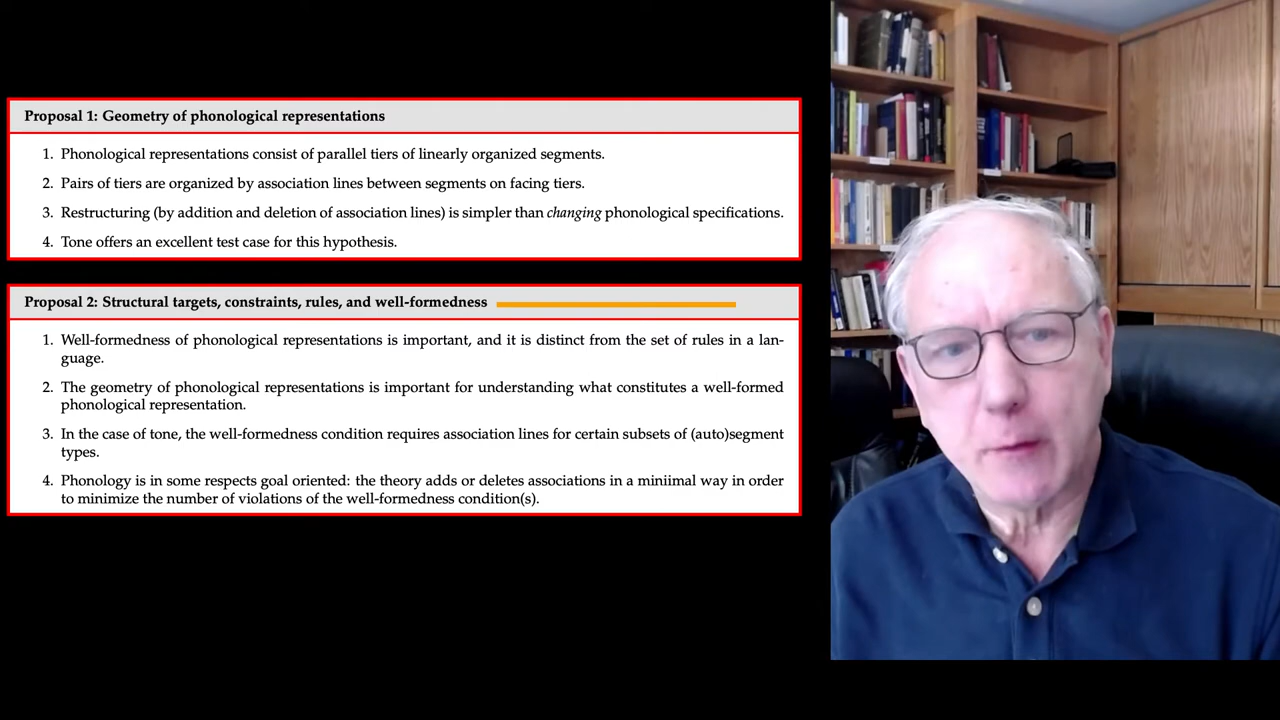 Proposal 1: Geometry of phonological representations
1. Phonological representations consist of parallel tiers of linearly organized segments.
2. Pairs of tiers are organized by association lines between segments on facing tiers.
3. Restructuring (by addition and deletion of association lines) is simpler than changing phonological specifications.
4. Tone offers an excellent test case for this hypothesis.
Proposal 2: Structural targets, constraints, rules, and well-formedness
1. Well-formedness of phonological representations is important, and it is distinct from the set of rules in a lan-
guage.
2. The geometry of phonological representations is important for understanding what constitutes a well-formed
phonological representation.
3. In the case of tone, the well-formedness condition requires association lines for certain subsets of (auto)segment
types.
4. Phonology is in some respects goal oriented: the theory adds or deletes associations in a miniimal way in order
to minimize the number of violations of the well-formedness condition(s).